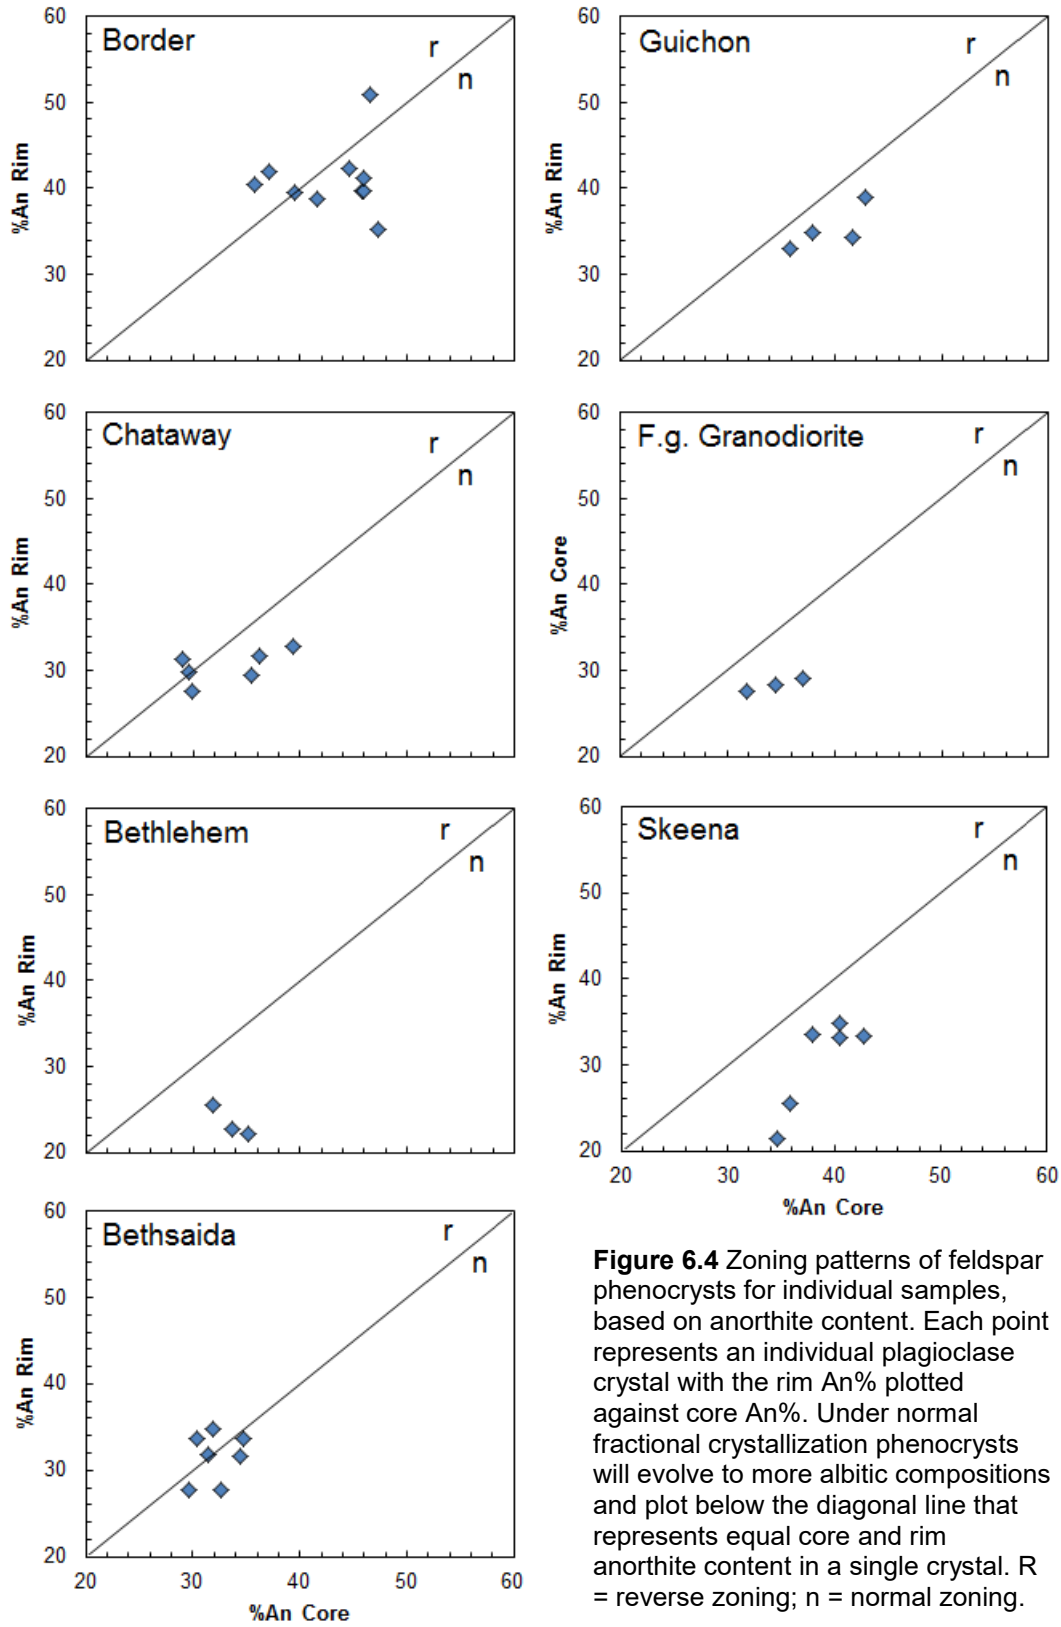 Border
r
n
60
50
40
30
20
%An Rim
Guichon
r
n
60
50
40
30
20
%An Rim
Chataway
r
n
60
50
40
30
20
%An Rim
F.g. Granodiorite
r
n
60
50
40
30
20
%An Core
Bethlehem
r
n
60
50
40
30
20
%An Rim
Skeena
r
n
60
50
40
30
20
%An Rim
20 30 40 50 60
%An Core
Bethsaida
r
n
60
50
40
30
20
%An Rim
20 30 40 50 60
%An Core
Figure 6.4 Zoning patterns of feldspar
phenocrysts for individual samples,
based on anorthite content. Each point
represents an individual plagioclase
crystal with the rim An% plotted
against core An%. Under normal
fractional crystallization phenocrysts
will evolve to more albitic compositions
and plot below the diagonal line that
represents equal core and rim
anorthite content in a single crystal. R
= reverse zoning; n = normal zoning.